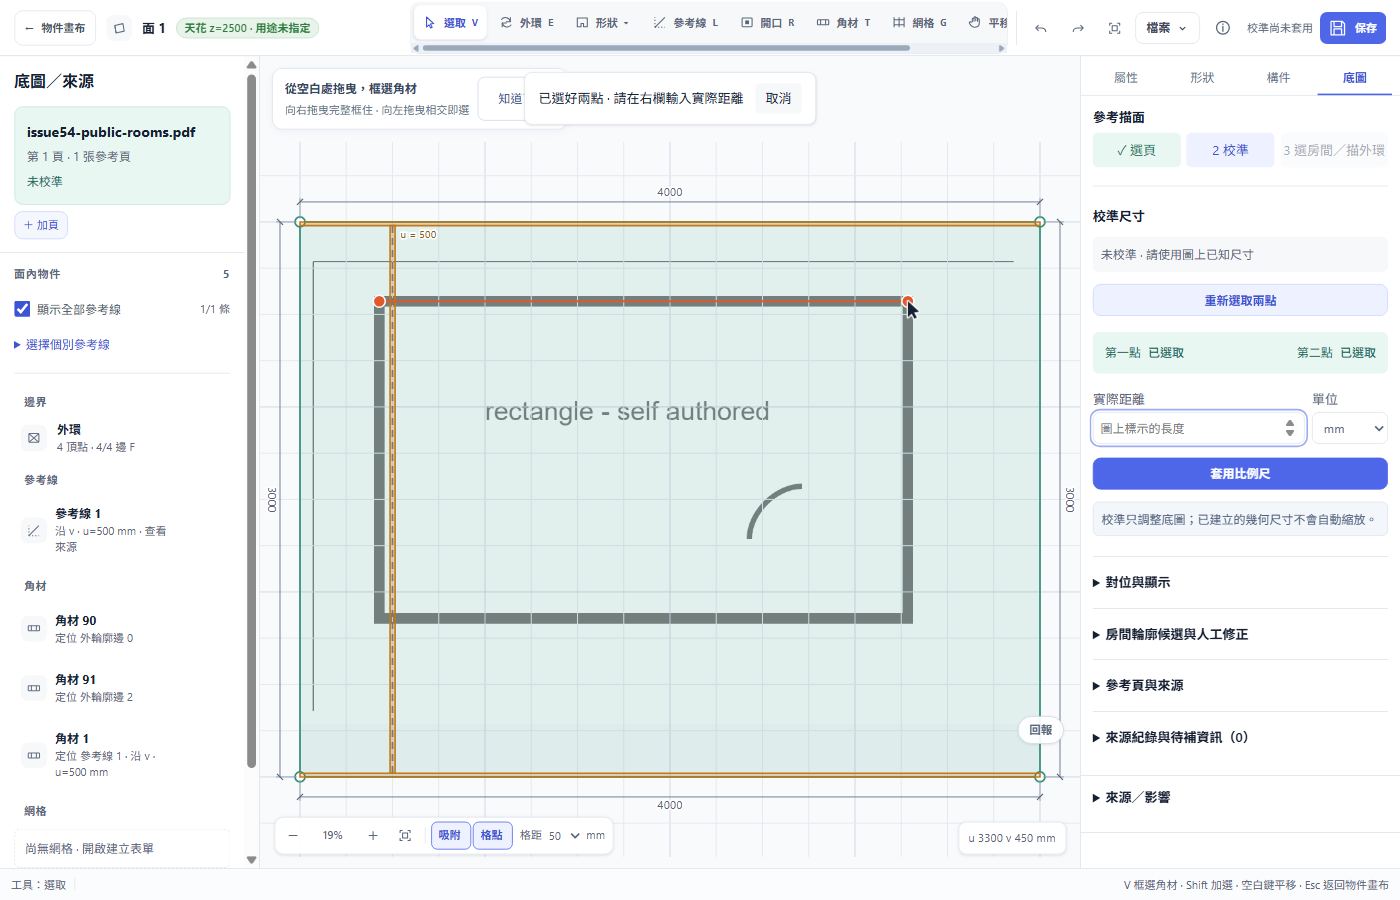 ← 物件畫布
面 1
天花 z=2500 · 用途未指定
選取 V
外環 E
形狀
參考線 L
開口 R
角材 T
網格 G
檔案
校準尚未套用
保存
底圖／來源
issue54-public-rooms.pdf
第 1 頁 · 1 張參考頁
未校準
＋ 加頁
面內物件 5
顯示全部參考線 1/1 條
選擇個別參考線
邊界
外環
4 頂點 · 4/4 邊 F
參考線
參考線 1
沿 v · u=500 mm · 查看
來源
角材
角材 90
定位 外輪廓邊 0
角材 91
定位 外輪廓邊 2
角材 1
定位 參考線 1 · 沿 v ·
u=500 mm
網格
尚無網格 · 開啟建立表單
從空白處拖曳，框選角材
向右拖曳完整框住 · 向左拖曳相交即選
知道
已選好兩點 · 請在右欄輸入實際距離
取消
4000
u = 500
rectangle - self authored
3000
3000
4000
回報
− 19% ＋
吸附
格點
格距 50 mm
u 3300 v 450 mm
屬性
形狀
構件
底圖
參考描面
✓ 選頁
2 校準
3 選房間／描外環
校準尺寸
未校準 · 請使用圖上已知尺寸
重新選取兩點
第一點 已選取
第二點 已選取
實際距離
單位
圖上標示的長度
mm
套用比例尺
校準只調整底圖；已建立的幾何尺寸不會自動縮放。
對位與顯示
房間輪廓候選與人工修正
參考頁與來源
來源紀錄與待補資訊（0）
來源／影響
工具：選取
V 框選角材 · Shift 加選 · 空白鍵平移 · Esc 返回物件畫布